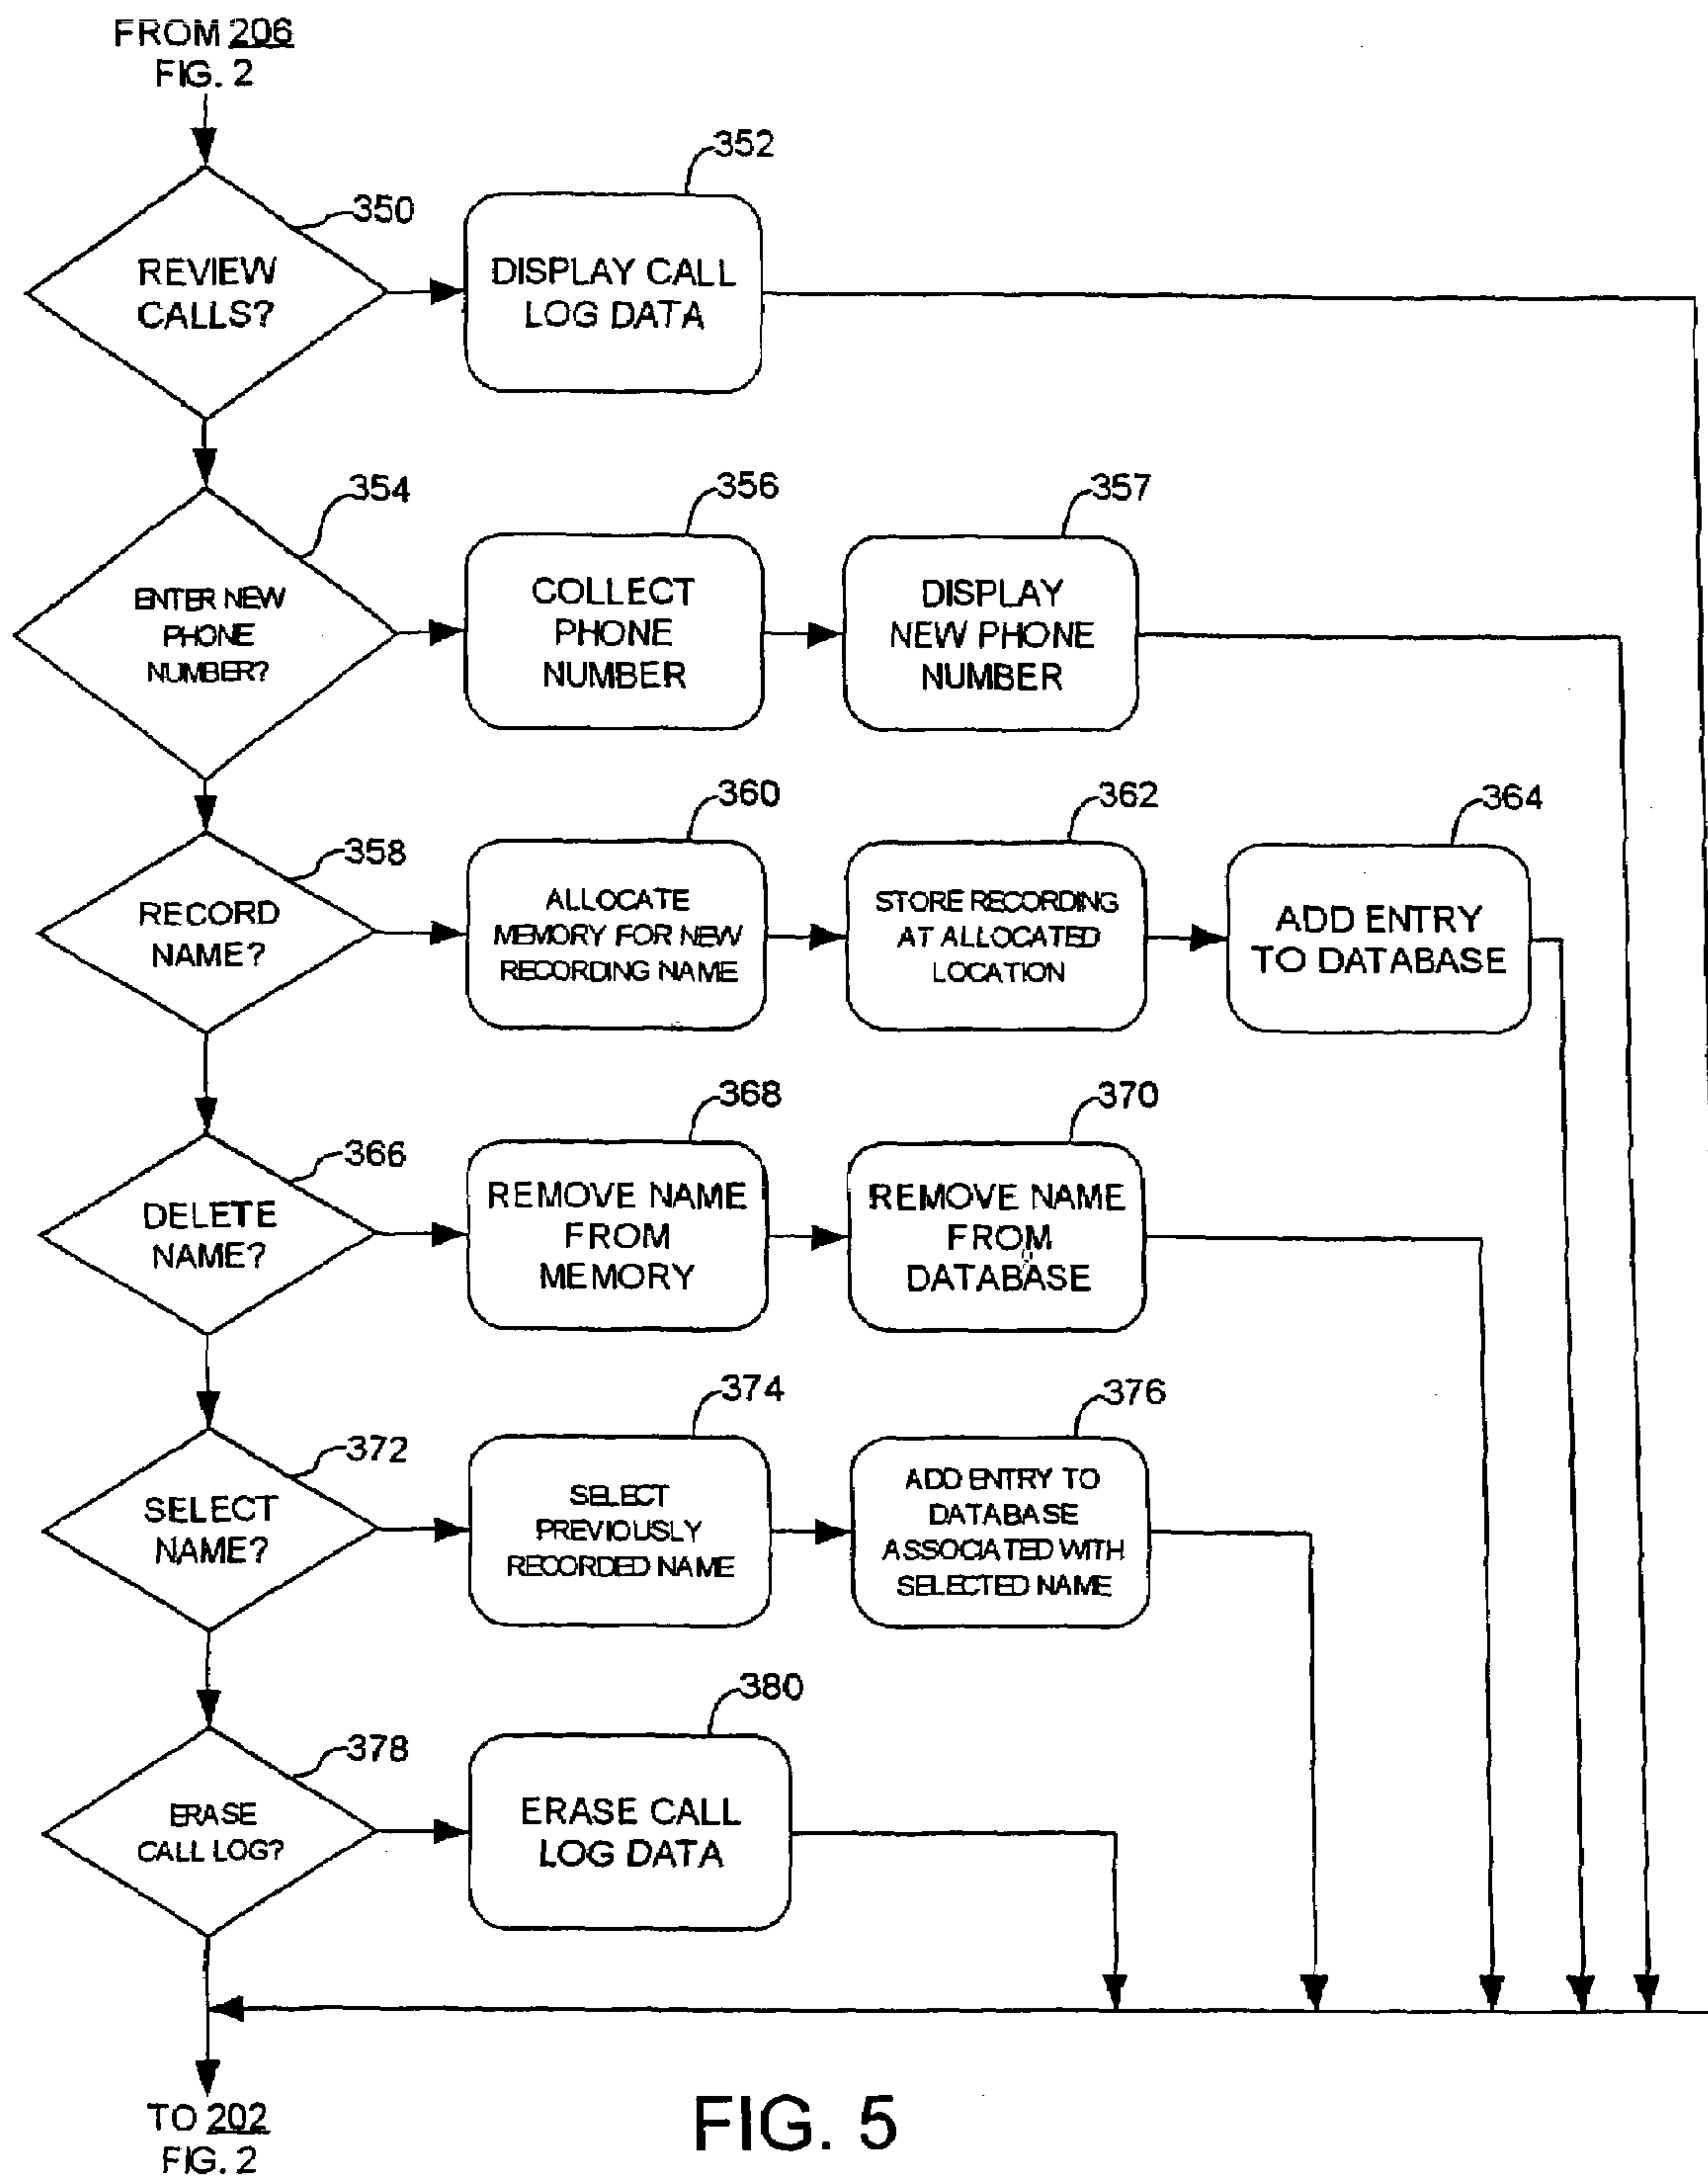 FROM 206
FIG. 2
352
350
REVIEW
CALLS?
DISPLAY CALL
LOG DATA
354
356
357
ENTER NEW
PHONE
NUMBER?
COLLECT
PHONE
NUMBER
DISPLAY
NEW PHONE
NUMBER
358
360
362
364
RECORD
NAME?
ALLOCATE
MEMORY FOR NEW
RECORDING NAME
STORE RECORDING
AT ALLOCATED
LOCATION
ADD ENTRY
TO DATABASE
366
368
370
DELETE
NAME?
REMOVE NAME
FROM
MEMORY
REMOVE NAME
FROM
DATABASE
372
374
376
SELECT
NAME?
SELECT
PREVIOUSLY
RECORDED NAME
ADD ENTRY TO
DATABASE
ASSOCIATED WITH
SELECTED NAME
378
380
ERASE
CALL LOG?
ERASE CALL
LOG DATA
TO 202
FIG. 2
FIG. 5